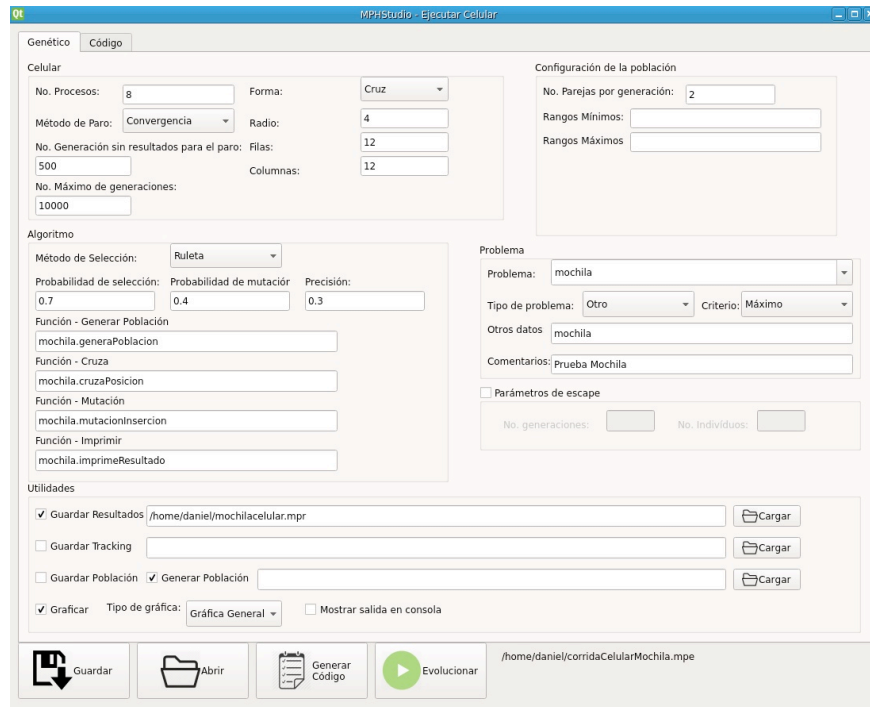 Qt MPHStudio - Ejecutar Celular
Genético Código
Celular
No. Procesos: 8 Forma: Cruz
Método de Paro: Convergencia Radio: 4
No. Generación sin resultados para el paro: Filas: 12
500 Columnas: 12
No. Máximo de generaciones:
10000
Configuración de la población
No. Parejas por generación: 2
Rangos Mínimos:
Rangos Máximos
Algoritmo
Método de Selección: Ruleta
Probabilidad de selección: Probabilidad de mutaciór Precisión:
0.7 0.4 0.3
Función - Generar Población
mochila.generaPoblacion
Función - Cruza
mochila.cruzaPosicion
Función - Mutación
mochila.mutacionInsercion
Función - Imprimir
mochila.imprimeResultado
Problema
Problema: mochila
Tipo de problema: Otro Criterio: Máximo
Otros datos mochila
Comentarios: Prueba Mochila
Parámetros de escape
No. generaciones: No. Individuos:
Utilidades
Guardar Resultados /home/daniel/mochilacelular.mpr Cargar
Guardar Tracking Cargar
Guardar Población Generar Población Cargar
Graficar Tipo de gráfica: Gráfica General Mostrar salida en consola
Guardar Abrir Generar Código Evolucionar /home/daniel/corridaCelularMochila.mpe